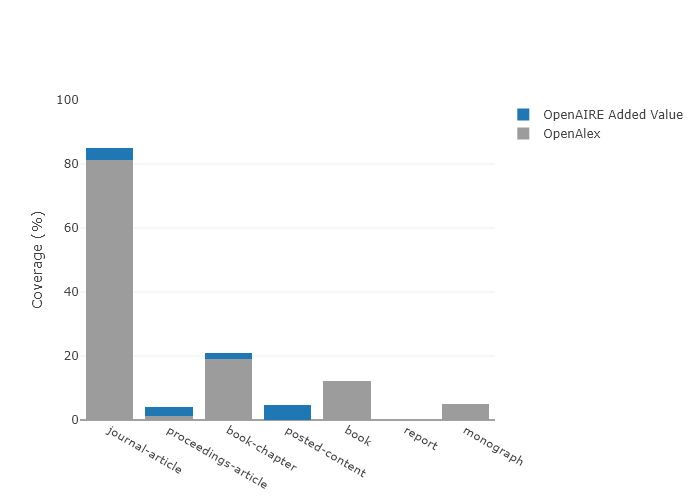 100
80
60
40
20
0
Coverage (%)
journal-article
proceedings-article
book-chapter
posted-content
book
report
monograph
OpenAIRE Added Value
OpenAlex